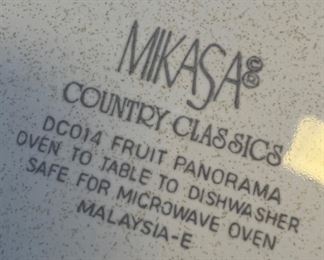 MIKASA®©
COUNTRY CLASSICS
DC014 FRUIT PANORAMA
OVEN TO TABLE TO DISHWASHER
SAFE FOR MICROWAVE OVEN
MALAYSIA-E